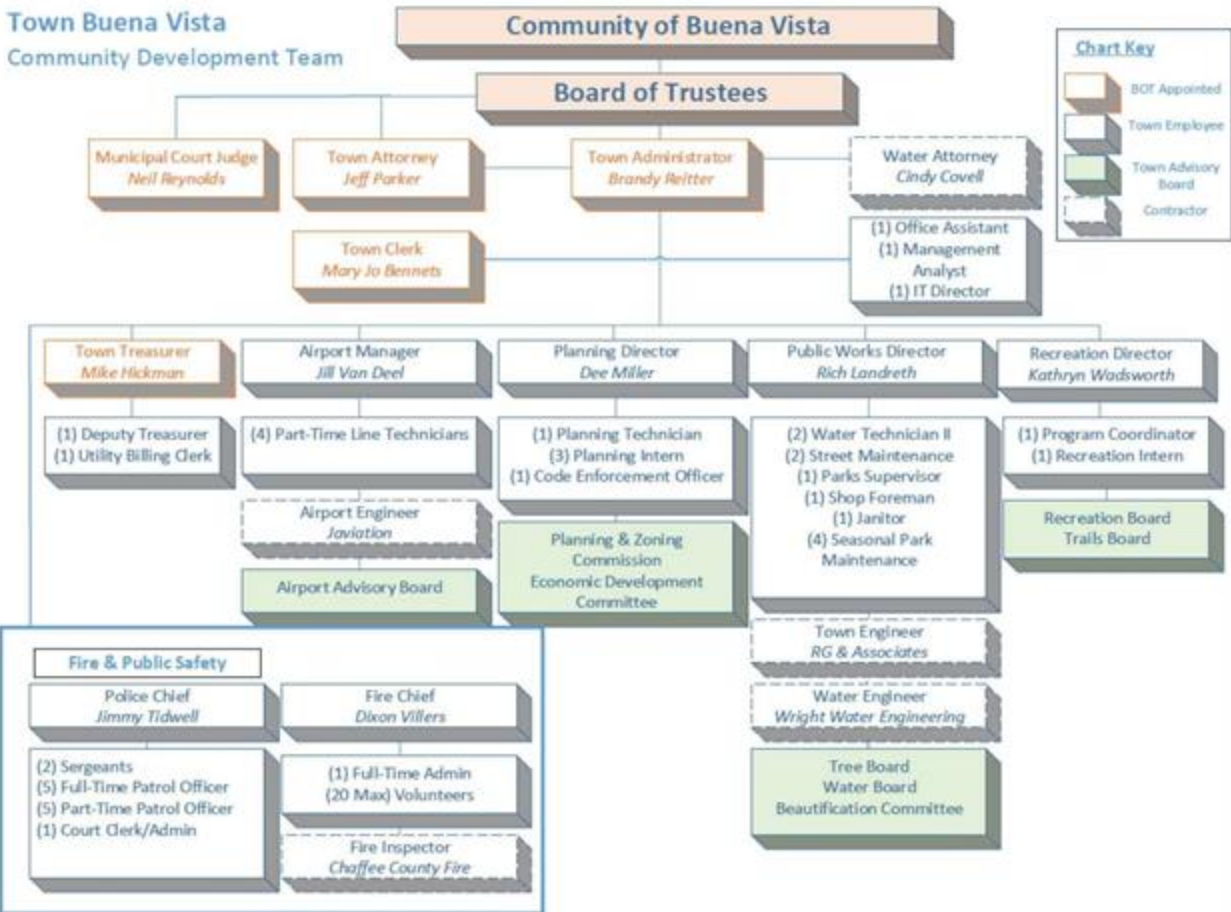 Town Buena Vista
Community Development Team
Community of Buena Vista
Board of Trustees
Chart Key
BOT Appointed
Town Employee
Town Advisory
Board
Contractor
Municipal Court Judge
Neil Reynolds
Town Attorney
Jeff Parker
Town Administrator
Brandy Reitter
Water Attorney
Cindy Covell
Town Clerk
Mary Jo Bennets
(1) Office Assistant
(1) Management
Analyst
(1) IT Director
Town Treasurer
Mike Hickman
Airport Manager
Jill Van Deel
Planning Director
Dee Miller
Public Works Director
Rich Landreth
Recreation Director
Kathryn Wadsworth
(1) Deputy Treasurer
(1) Utility Billing Clerk
(4) Part-Time Line Technicians
(1) Planning Technician
(3) Planning Intern
(1) Code Enforcement Officer
(2) Water Technician II
(2) Street Maintenance
(1) Parks Supervisor
(1) Shop Foreman
(1) Janitor
(4) Seasonal Park
Maintenance
(1) Program Coordinator
(1) Recreation Intern
Airport Engineer
Javiation
Airport Advisory Board
Planning & Zoning
Commission
Economic Development
Committee
Recreation Board
Trails Board
Town Engineer
RG & Associates
Water Engineer
Wright Water Engineering
Tree Board
Water Board
Beautification Committee
Fire & Public Safety
Police Chief
Jimmy Tidwell
Fire Chief
Dixon Villers
(2) Sergeants
(5) Full-Time Patrol Officer
(5) Part-Time Patrol Officer
(1) Court Clerk/Admin
(1) Full-Time Admin
(20 Max) Volunteers
Fire Inspector
Chaffee County Fire